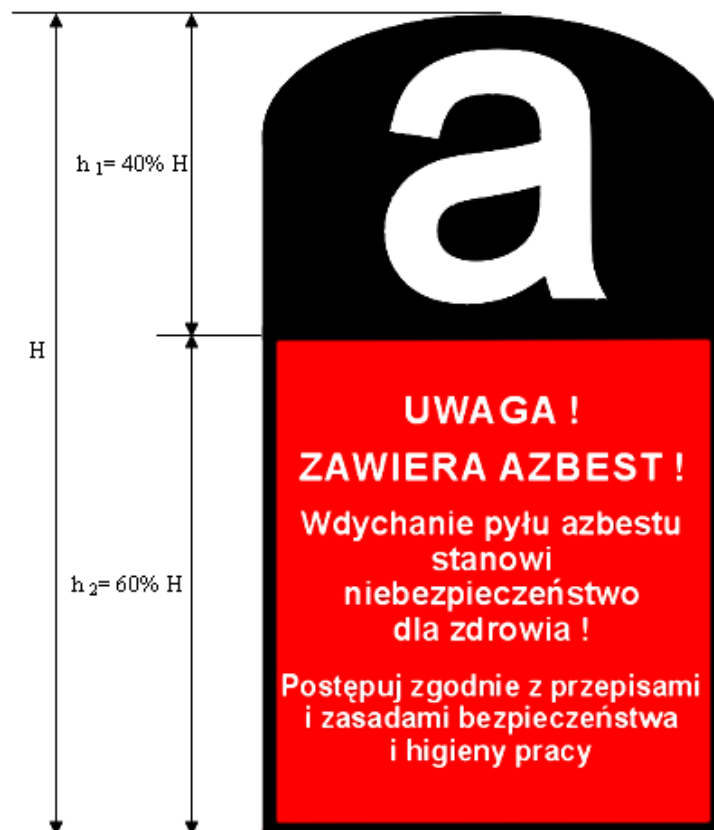 a
h 1= 40% H
H
UWAGA !
ZAWIERA AZBEST !
Wdychanie pyłu azbestu
stanowi
niebezpieczeństwo
dla zdrowia !
h 2= 60% H
Postępuj zgodnie z przepisami
i zasadami bezpieczeństwa
i higieny pracy